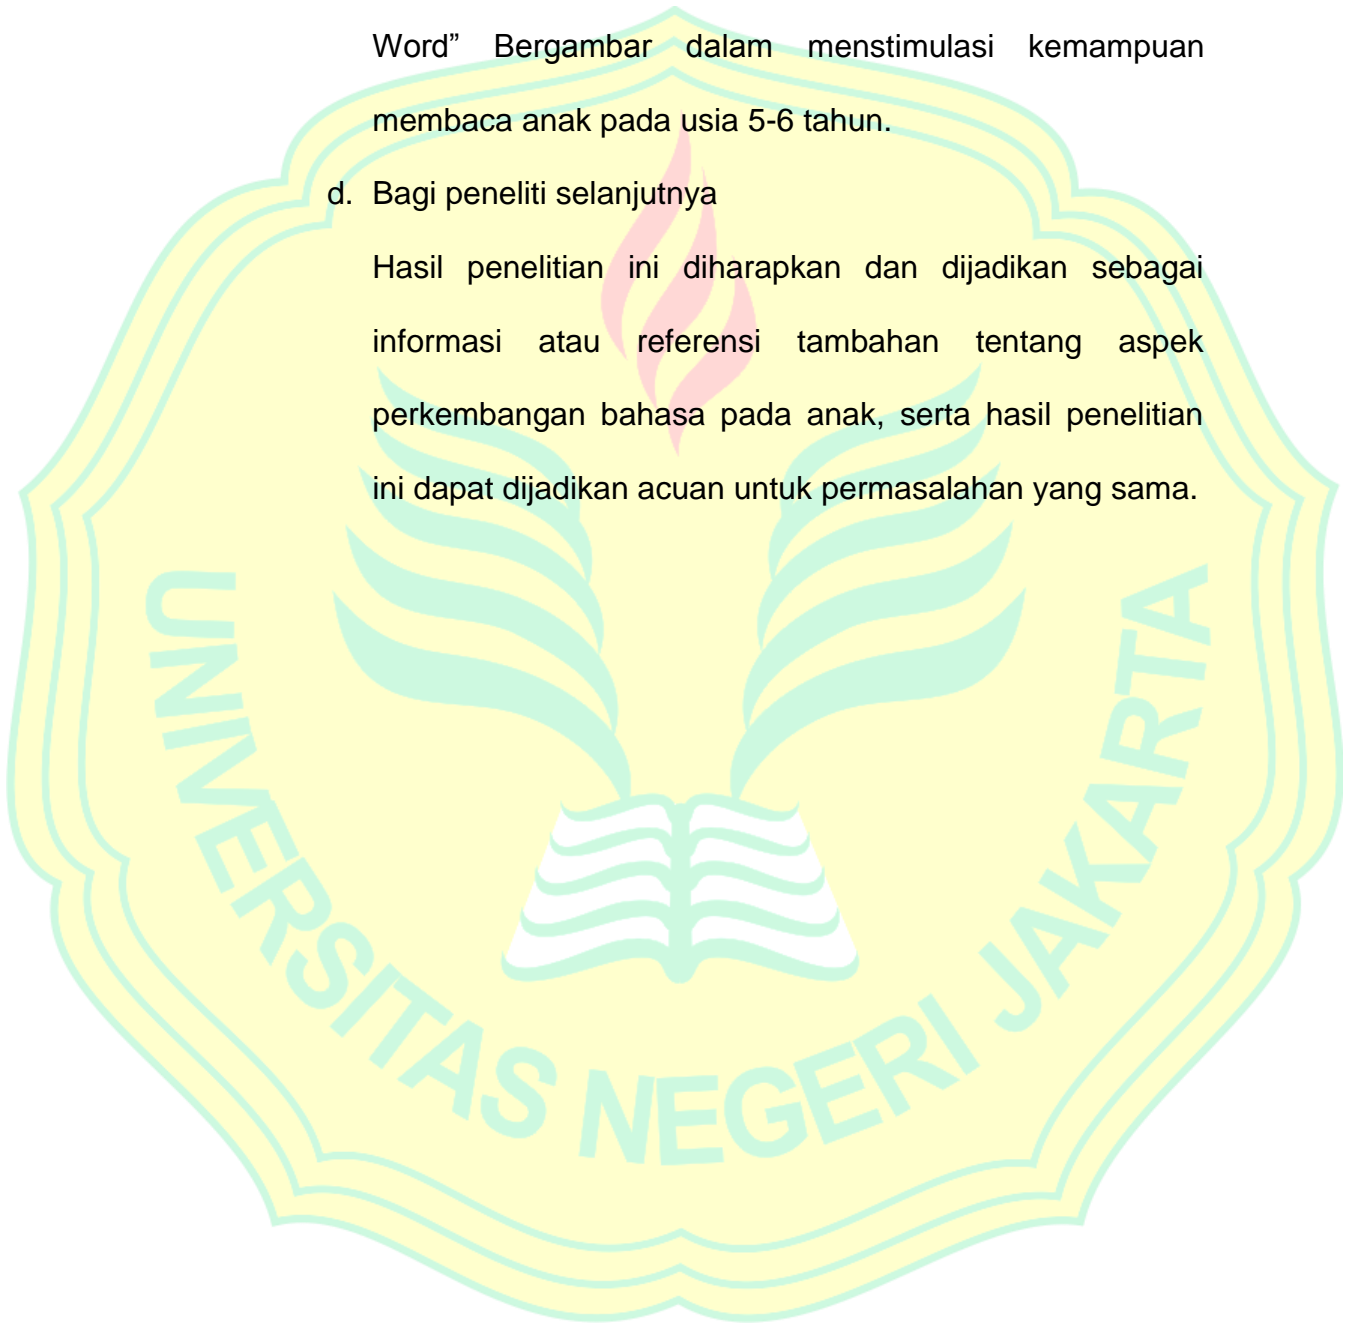 Word” Bergambar dalam menstimulasi kemampuan
membaca anak pada usia 5-6 tahun.
d. Bagi peneliti selanjutnya
Hasil penelitian ini diharapkan dan dijadikan sebagai
informasi atau referensi tambahan tentang aspek
perkembangan bahasa pada anak, serta hasil penelitian
ini dapat dijadikan acuan untuk permasalahan yang sama.
UNIVERSITAS NEGERI JAKARTA